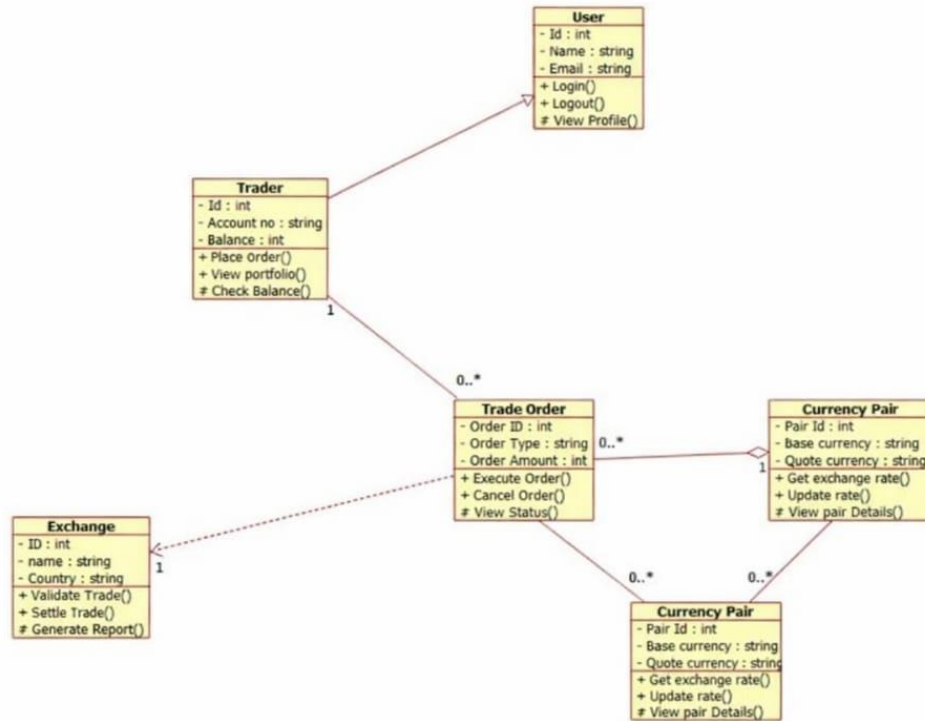 User
- Id : int
- Name : string
- Email : string
+ Login()
+ Logout()
# View Profile()
Trader
- Id : int
- Account no : string
- Balance : int
+ Place Order()
+ View portfolio()
# Check Balance()
1
0..*
Trade Order
- Order ID : int
- Order Type : string
- Order Amount : int
+ Execute Order()
+ Cancel Order()
# View Status()
0..*
1
Currency Pair
- Pair Id : int
- Base currency : string
- Quote currency : string
+ Get exchange rate()
+ Update rate()
# View pair Details()
Exchange
- ID : int
- name : string
- Country : string
+ Validate Trade()
+ Settle Trade()
# Generate Report()
1
0..*
0..*
Currency Pair
- Pair Id : int
- Base currency : string
- Quote currency : string
+ Get exchange rate()
+ Update rate()
# View pair Details()